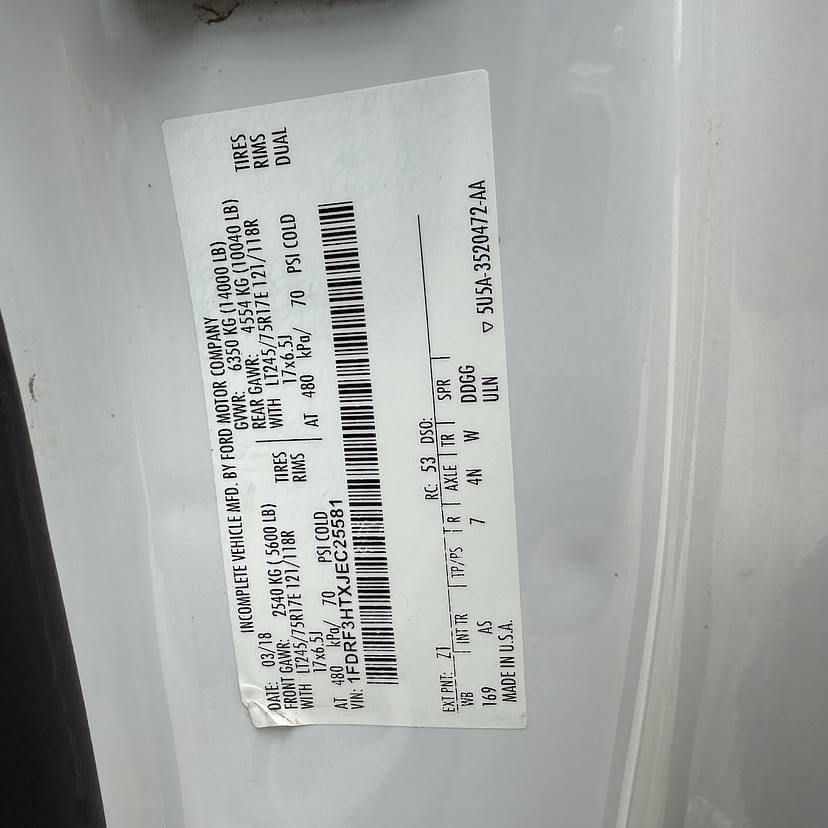 INCOMPLETE VEHICLE MFD. BY FORD MOTOR COMPANY
DATE: 03/18 GVWR: 6350 KG (14000 LB)
FRONT GAWR: 2540 KG ( 5600 LB) REAR GAWR: 4554 KG (10040 LB)
WITH LT245/75R17E 121/118R TIRES WITH LT245/75R17E 121/118R TIRES
17x6.5J RIMS 17x6.5J RIMS
AT 480 kPa/ 70 PSI COLD AT 480 kPa/ 70 PSI COLD DUAL
VIN: 1FDRF3HTXJEC25581
EXT PNT: Z1 RC: 53 DSO:
WB INT TR TP/PS R AXLE TR SPR
169 AS 7 4N W DDGG
MADE IN U.S.A. ULN
▽ 5U5A-3520472-AA